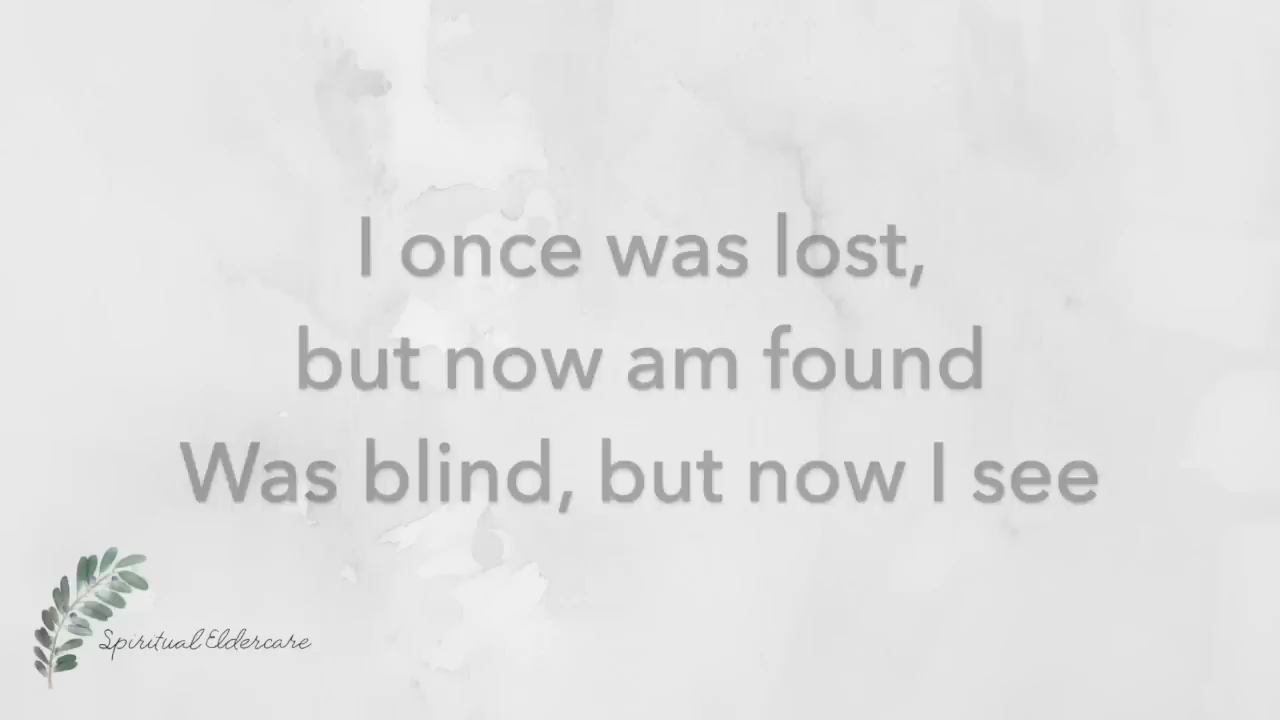 I once was lost,
but now am found
Was blind, but now I see
Spiritual Eldercare